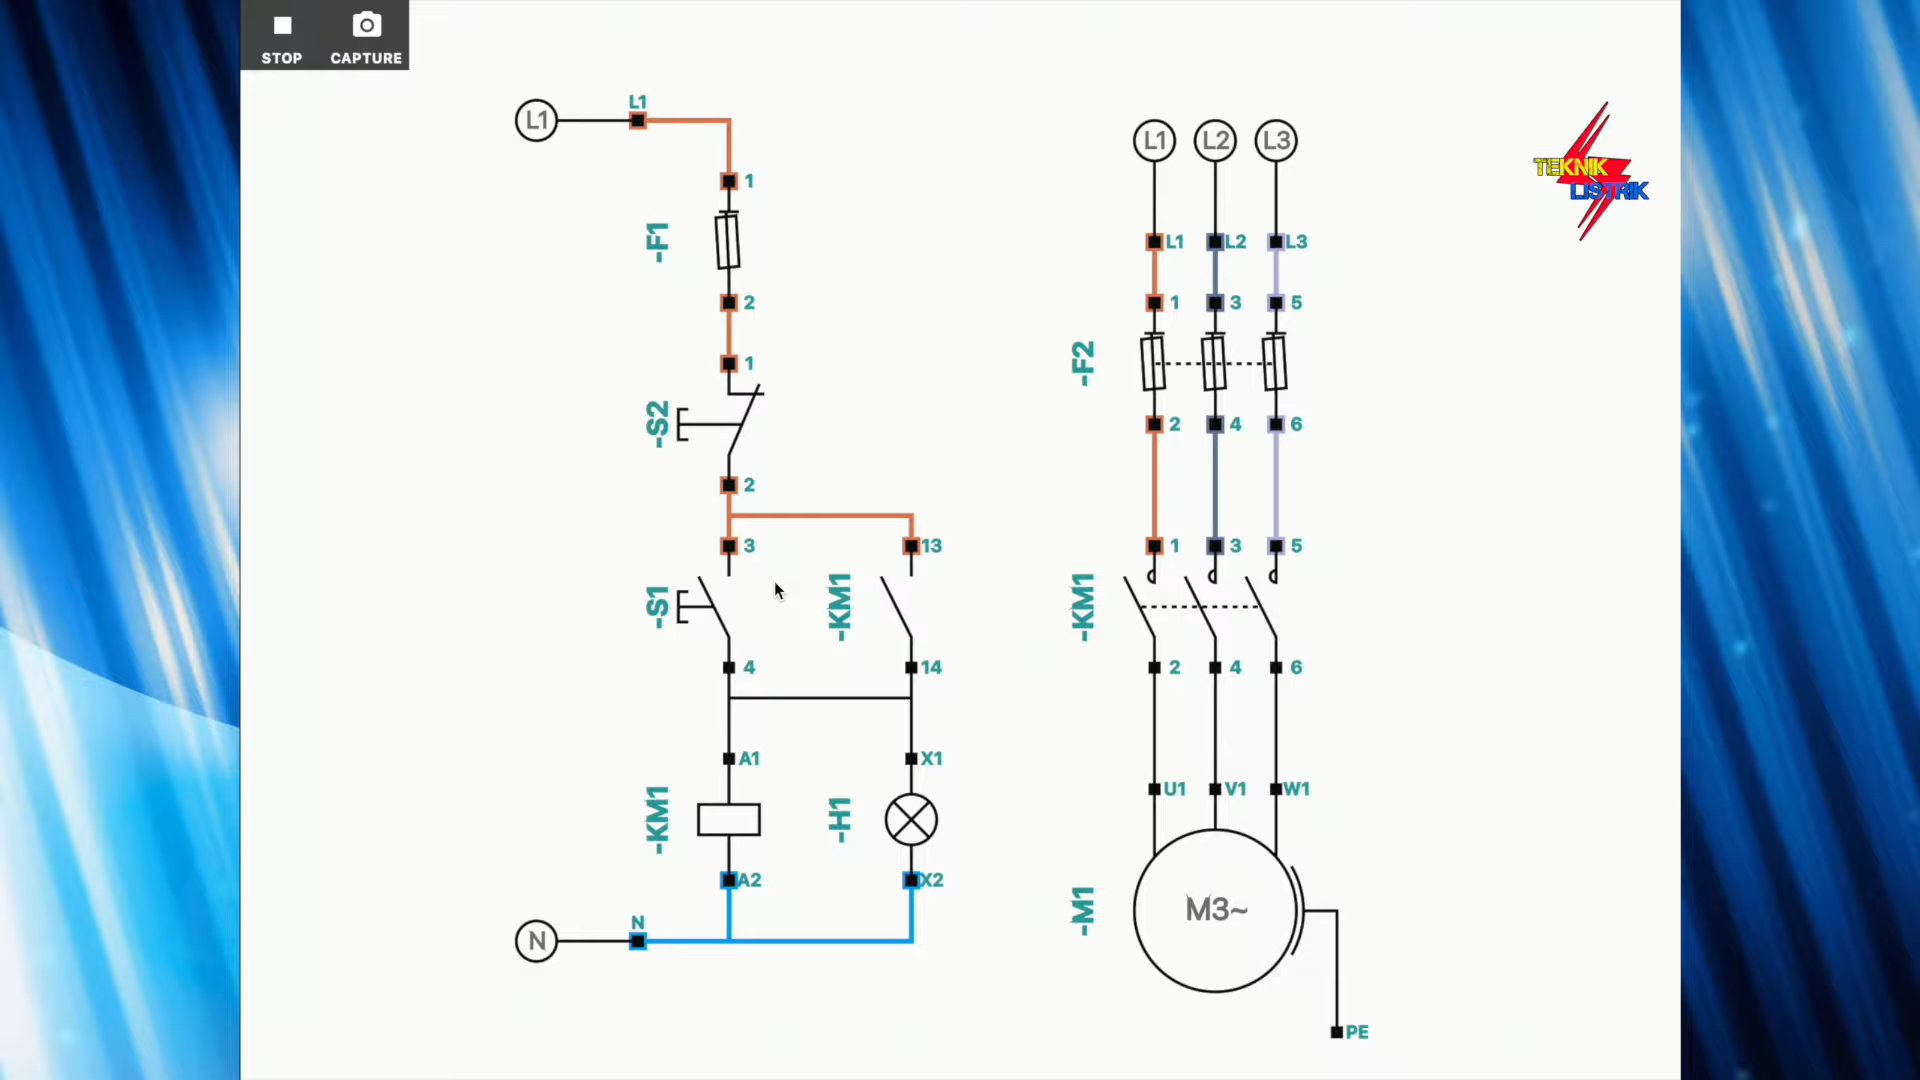 STOP
CAPTURE
L1
L1
1
-F1
2
1
-S2
2
3
13
-S1
-KM1
4
14
A1
X1
-KM1
-H1
A2
X2
N
N
L1 L2 L3
L1 L2 L3
1 3 5
-F2
2 4 6
1 3 5
-KM1
2 4 6
U1 V1 W1
-M1
M3~
PE
TEKNIK
LISTRIK